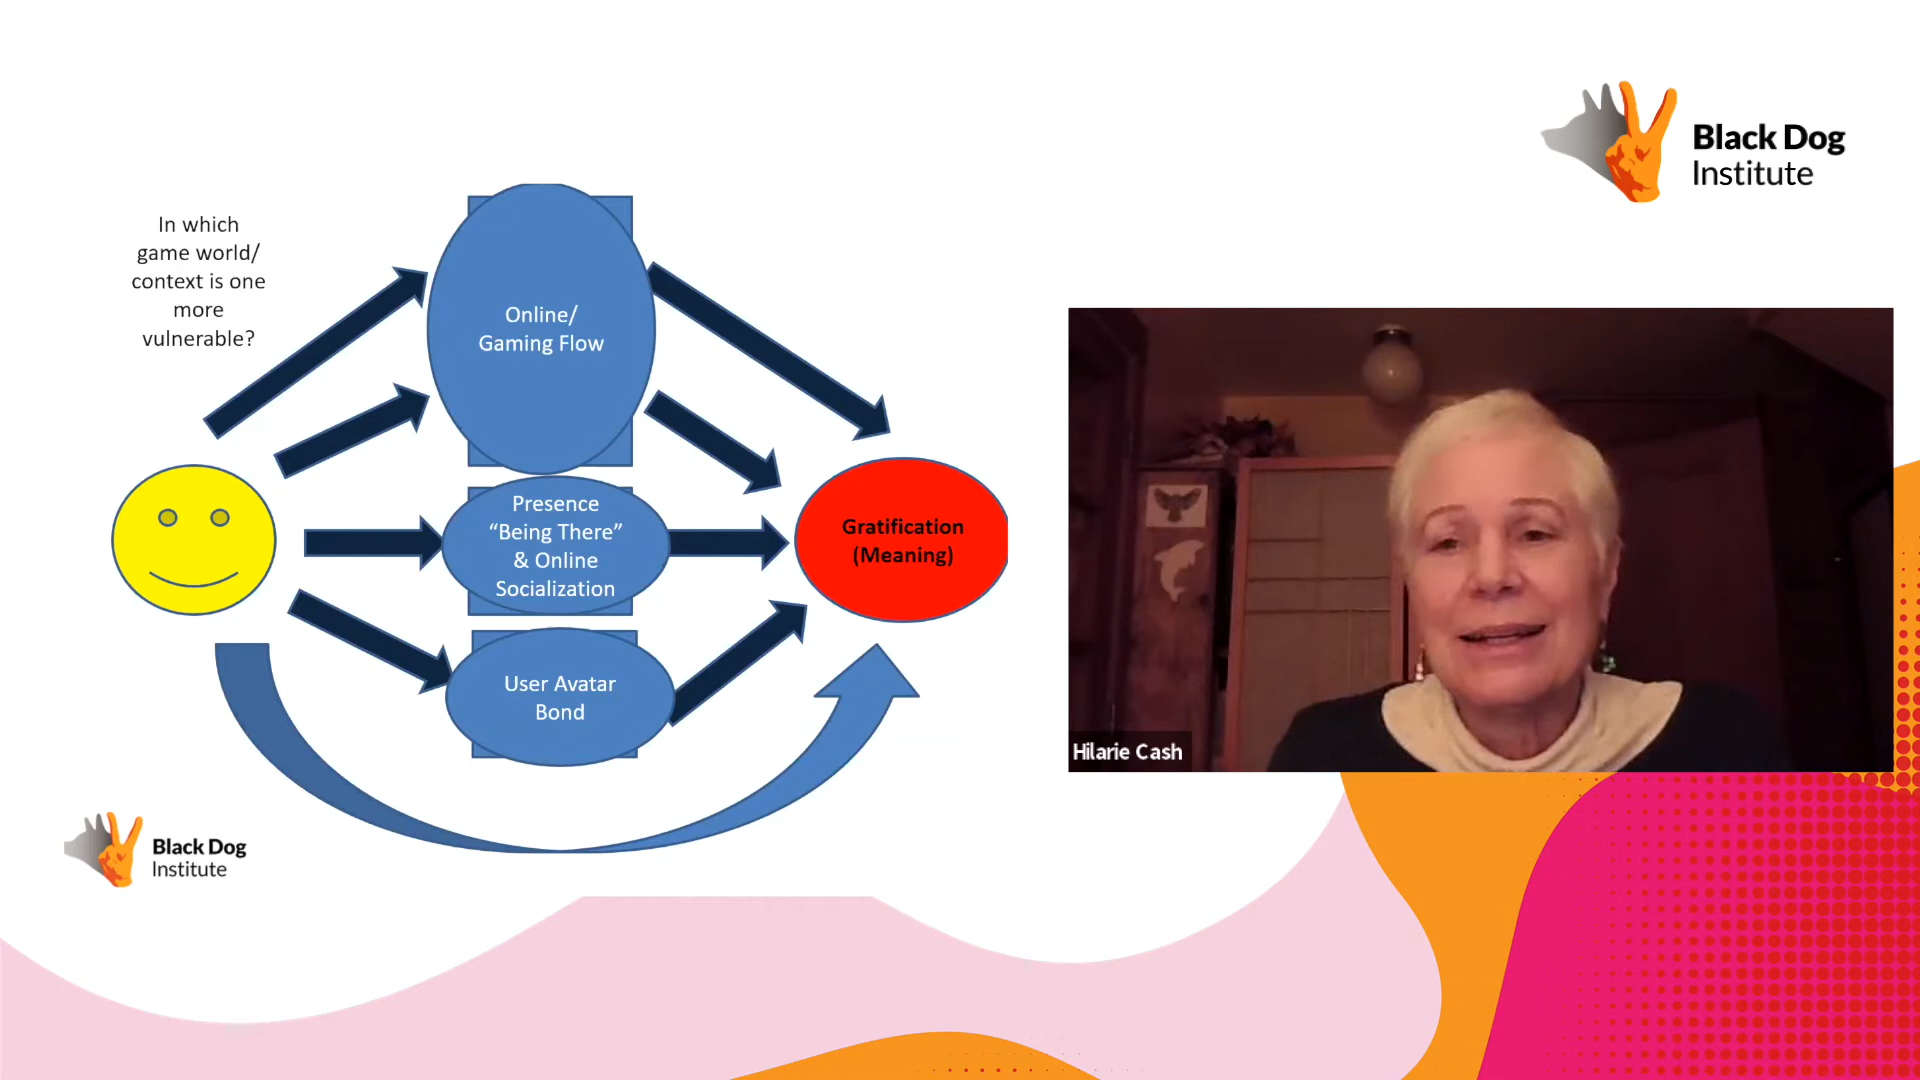 Black Dog
Institute
In which
game world/
context is one
more
vulnerable?
Online/
Gaming Flow
Presence
“Being There”
& Online
Socialization
User Avatar
Bond
Gratification
(Meaning)
Hilarie Cash
Black Dog
Institute